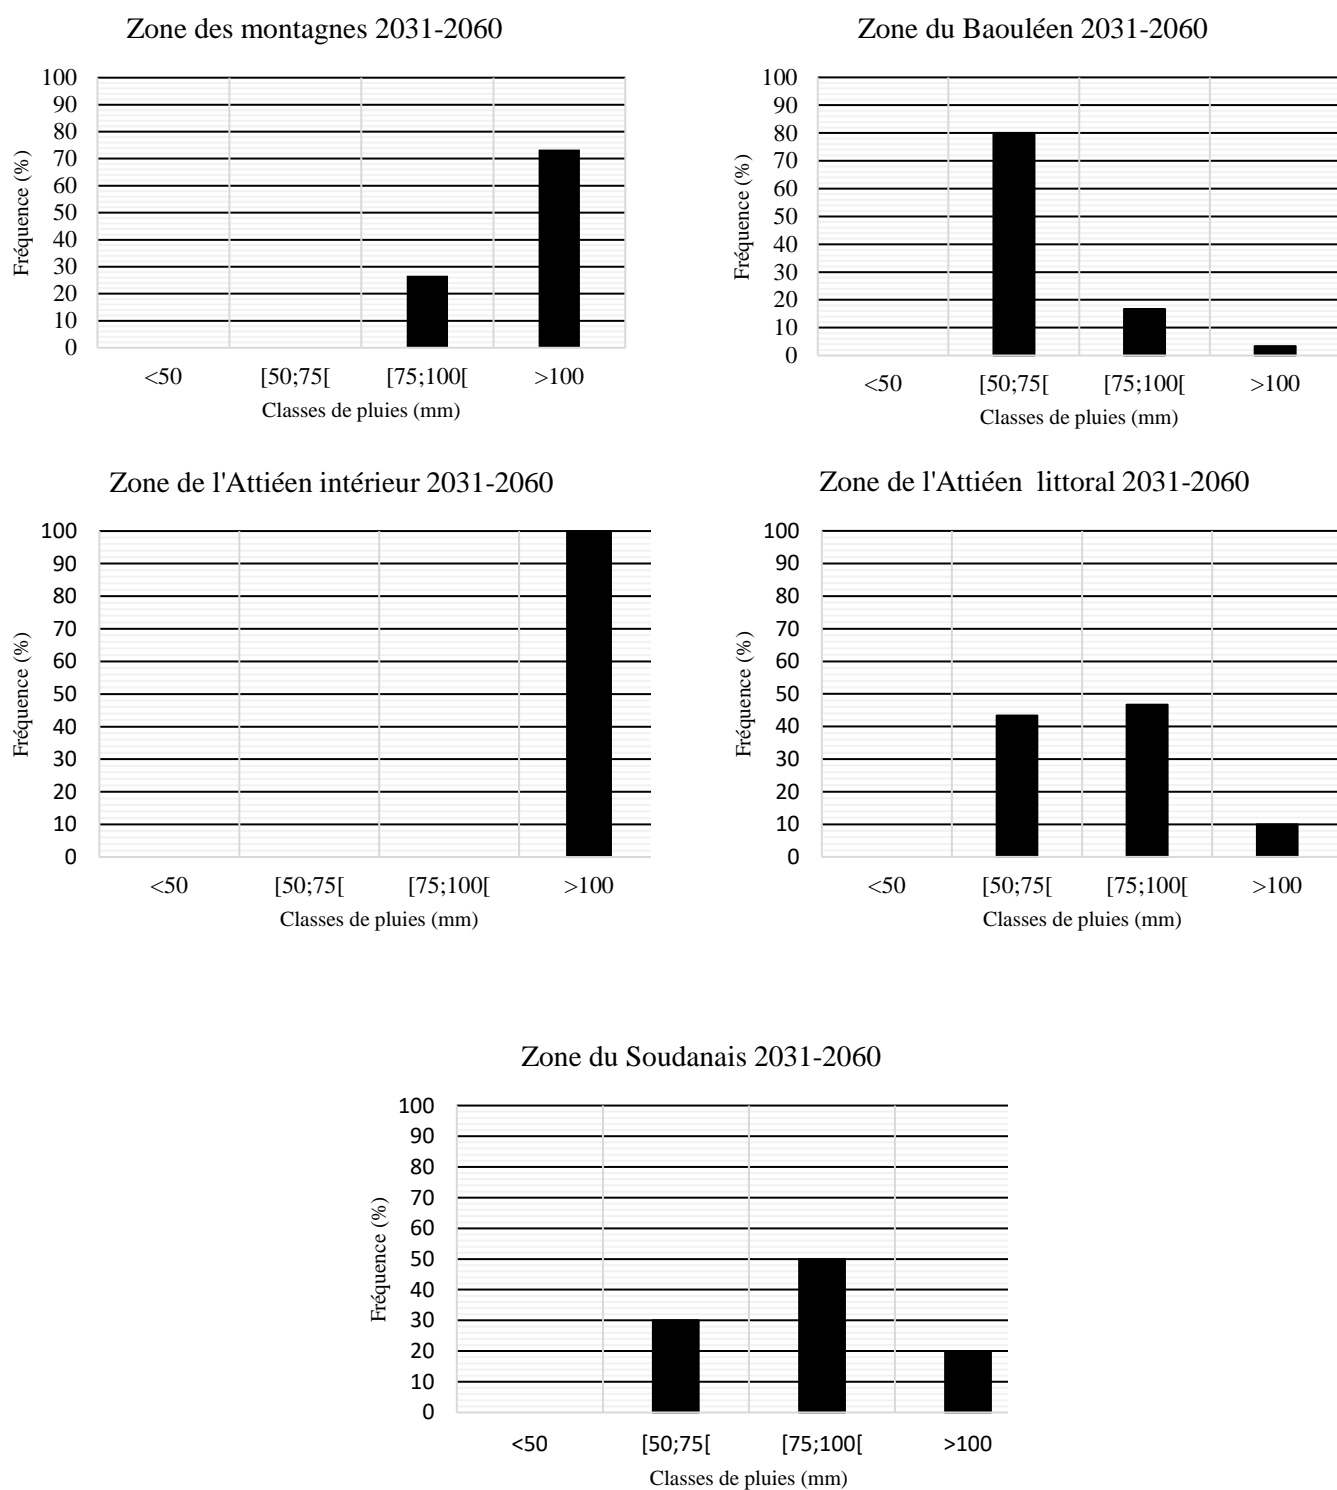 Zone des montagnes 2031-2060
100
90
80
70
60
50
40
30
20
10
0
Fréquence (%)
<50 [50;75[ [75;100[ >100
Classes de pluies (mm)
Zone du Baouléen 2031-2060
100
90
80
70
60
50
40
30
20
10
0
Fréquence (%)
<50 [50;75[ [75;100[ >100
Classes de pluies (mm)
Zone de l'Attiéen intérieur 2031-2060
100
90
80
70
60
50
40
30
20
10
0
Fréquence (%)
<50 [50;75[ [75;100[ >100
Classes de pluies (mm)
Zone de l'Attiéen  littoral 2031-2060
100
90
80
70
60
50
40
30
20
10
0
Fréquence (%)
<50 [50;75[ [75;100[ >100
Classes de pluies (mm)
Zone du Soudanais 2031-2060
100
90
80
70
60
50
40
30
20
10
0
Fréquence (%)
<50 [50;75[ [75;100[ >100
Classes de pluies (mm)